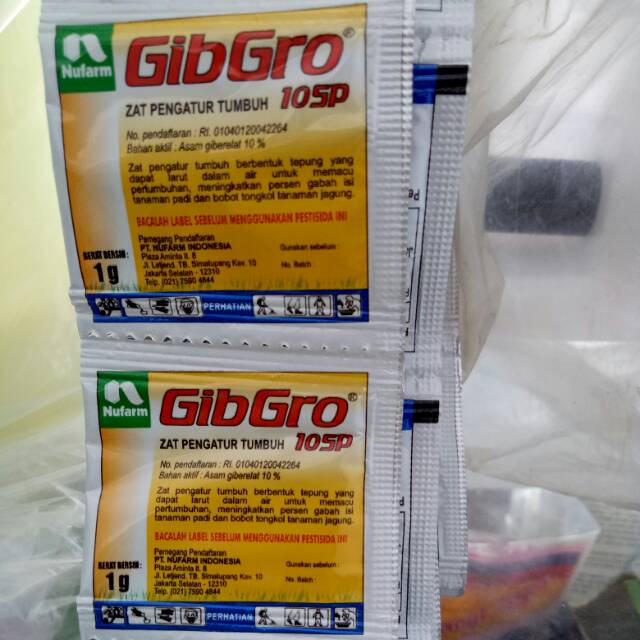 Nufarm
GibGro®
ZAT PENGATUR TUMBUH 10SP
No. pendaftaran : RI. 01040120042264
Bahan aktif : Asam giberelat 10 %
Zat pengatur tumbuh berbentuk tepung yang
dapat larut dalam air untuk memacu
pertumbuhan, meningkatkan persen gabah isi
tanaman padi dan bobot tongkol tanaman jagung.
BACALAH LABEL SEBELUM MENGGUNAKAN PESTISIDA INI
Pemegang Pendaftaran
PT. NUFARM INDONESIA
Plaza Aminta lt. 8
Jl. Letjend. TB. Simatupang Kav. 10
Jakarta Selatan - 12310
Telp. (021) 7590 4844
Gunakan sebelum :
No. Batch :
BERAT BERSIH :
1 g
PERHATIAN
Nufarm
GibGro®
ZAT PENGATUR TUMBUH 10SP
No. pendaftaran : RI. 01040120042264
Bahan aktif : Asam giberelat 10 %
Zat pengatur tumbuh berbentuk tepung yang
dapat larut dalam air untuk memacu
pertumbuhan, meningkatkan persen gabah isi
tanaman padi dan bobot tongkol tanaman jagung.
BACALAH LABEL SEBELUM MENGGUNAKAN PESTISIDA INI
Pemegang Pendaftaran
PT. NUFARM INDONESIA
Plaza Aminta lt. 8
Jl. Letjend. TB. Simatupang Kav. 10
Jakarta Selatan - 12310
Telp. (021) 7590 4844
Gunakan sebelum :
No. Batch :
BERAT BERSIH :
1 g
PERHATIAN